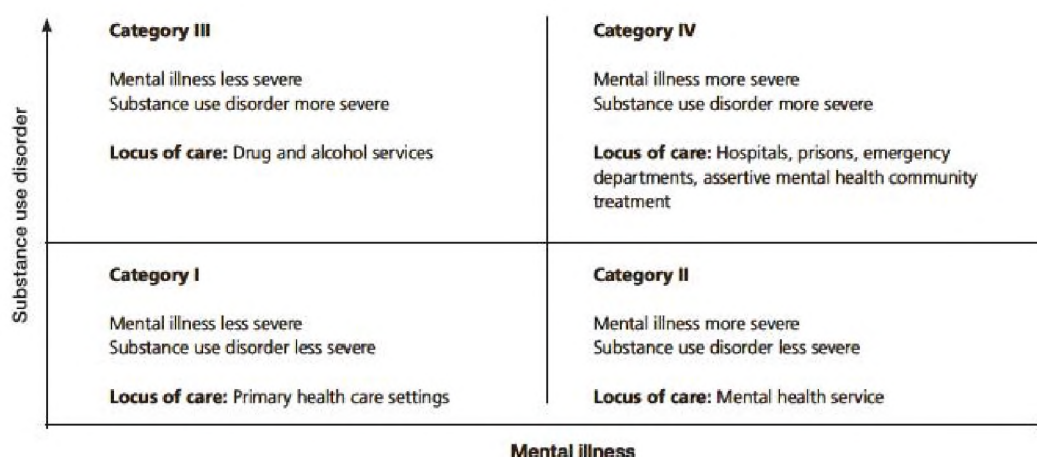 Category III
Mental illness less severe
Substance use disorder more severe
Locus of care: Drug and alcohol services
Category IV
Mental illness more severe
Substance use disorder more severe
Locus of care: Hospitals, prisons, emergency
departments, assertive mental health community
treatment
Substance use disorder
Category I
Mental illness less severe
Substance use disorder less severe
Locus of care: Primary health care settings
Category II
Mental illness more severe
Substance use disorder less severe
Locus of care: Mental health service
Mental illness